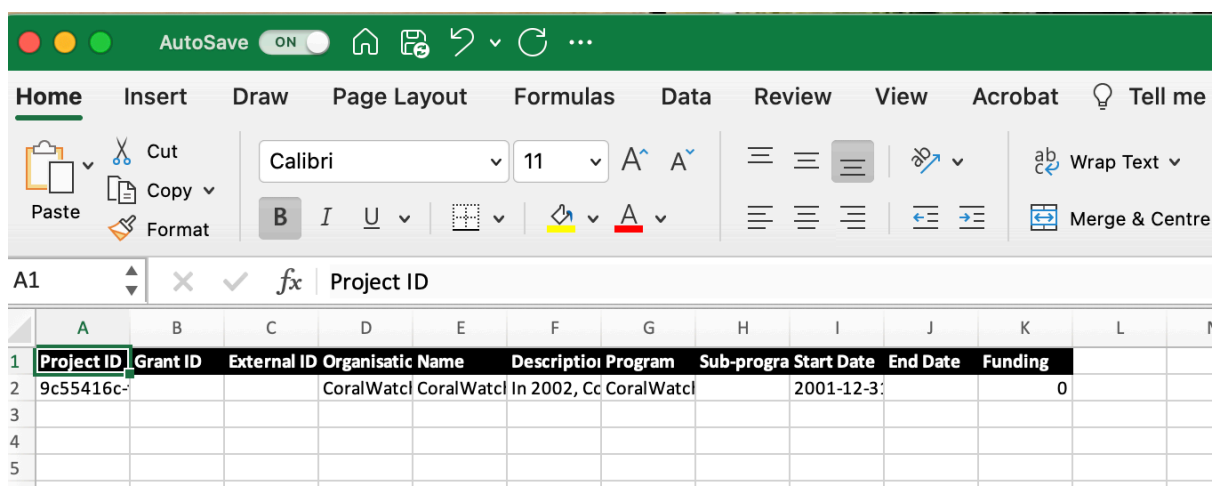 AutoSave ON
Home Insert Draw Page Layout Formulas Data Review View Acrobat Tell me
Cut
Calibri 11 A A ab c Wrap Text
Copy
Paste Format B I U A Merge & Centre
A1 fx Project ID
A B C D E F G H I J K L
1 Project ID Grant ID External ID Organisatic Name Descriptio Program Sub-progra Start Date End Date Funding
2 9c55416c- CoralWatcl CoralWatcl In 2002, Cc CoralWatcl 2001-12-3 0
3
4
5